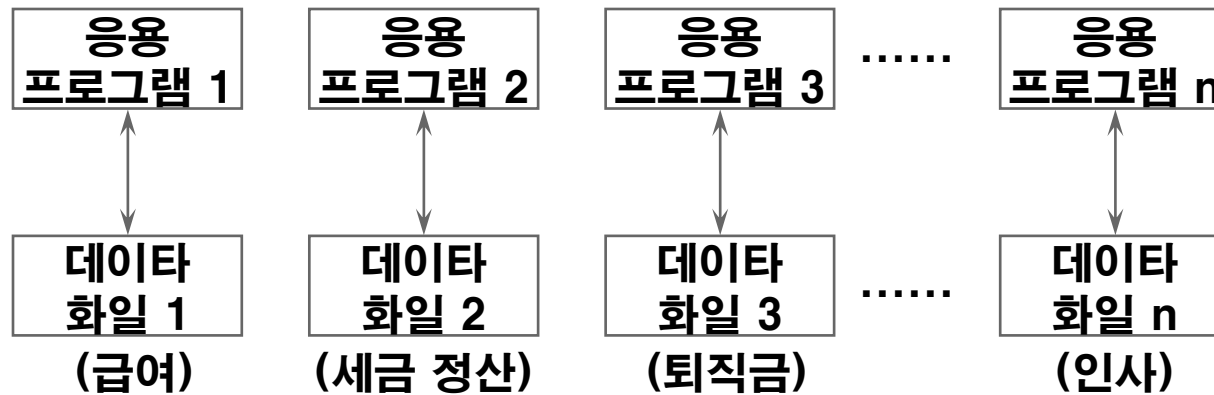 응용
프로그램 1
응용
프로그램 2
응용
프로그램 3
......
응용
프로그램 n
데이타
화일 1
데이타
화일 2
데이타
화일 3
......
데이타
화일 n
(급여)
(세금 정산)
(퇴직금)
(인사)